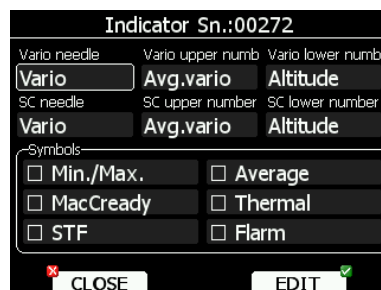 Indicator Sn.:00272
Vario needle Vario upper numb Vario lower numb
Vario Avg.vario Altitude
SC needle SC upper number SC lower number
Vario Avg.vario Altitude
Symbols
Min./Max. Average
MacCready Thermal
STF Flarm
CLOSE EDIT